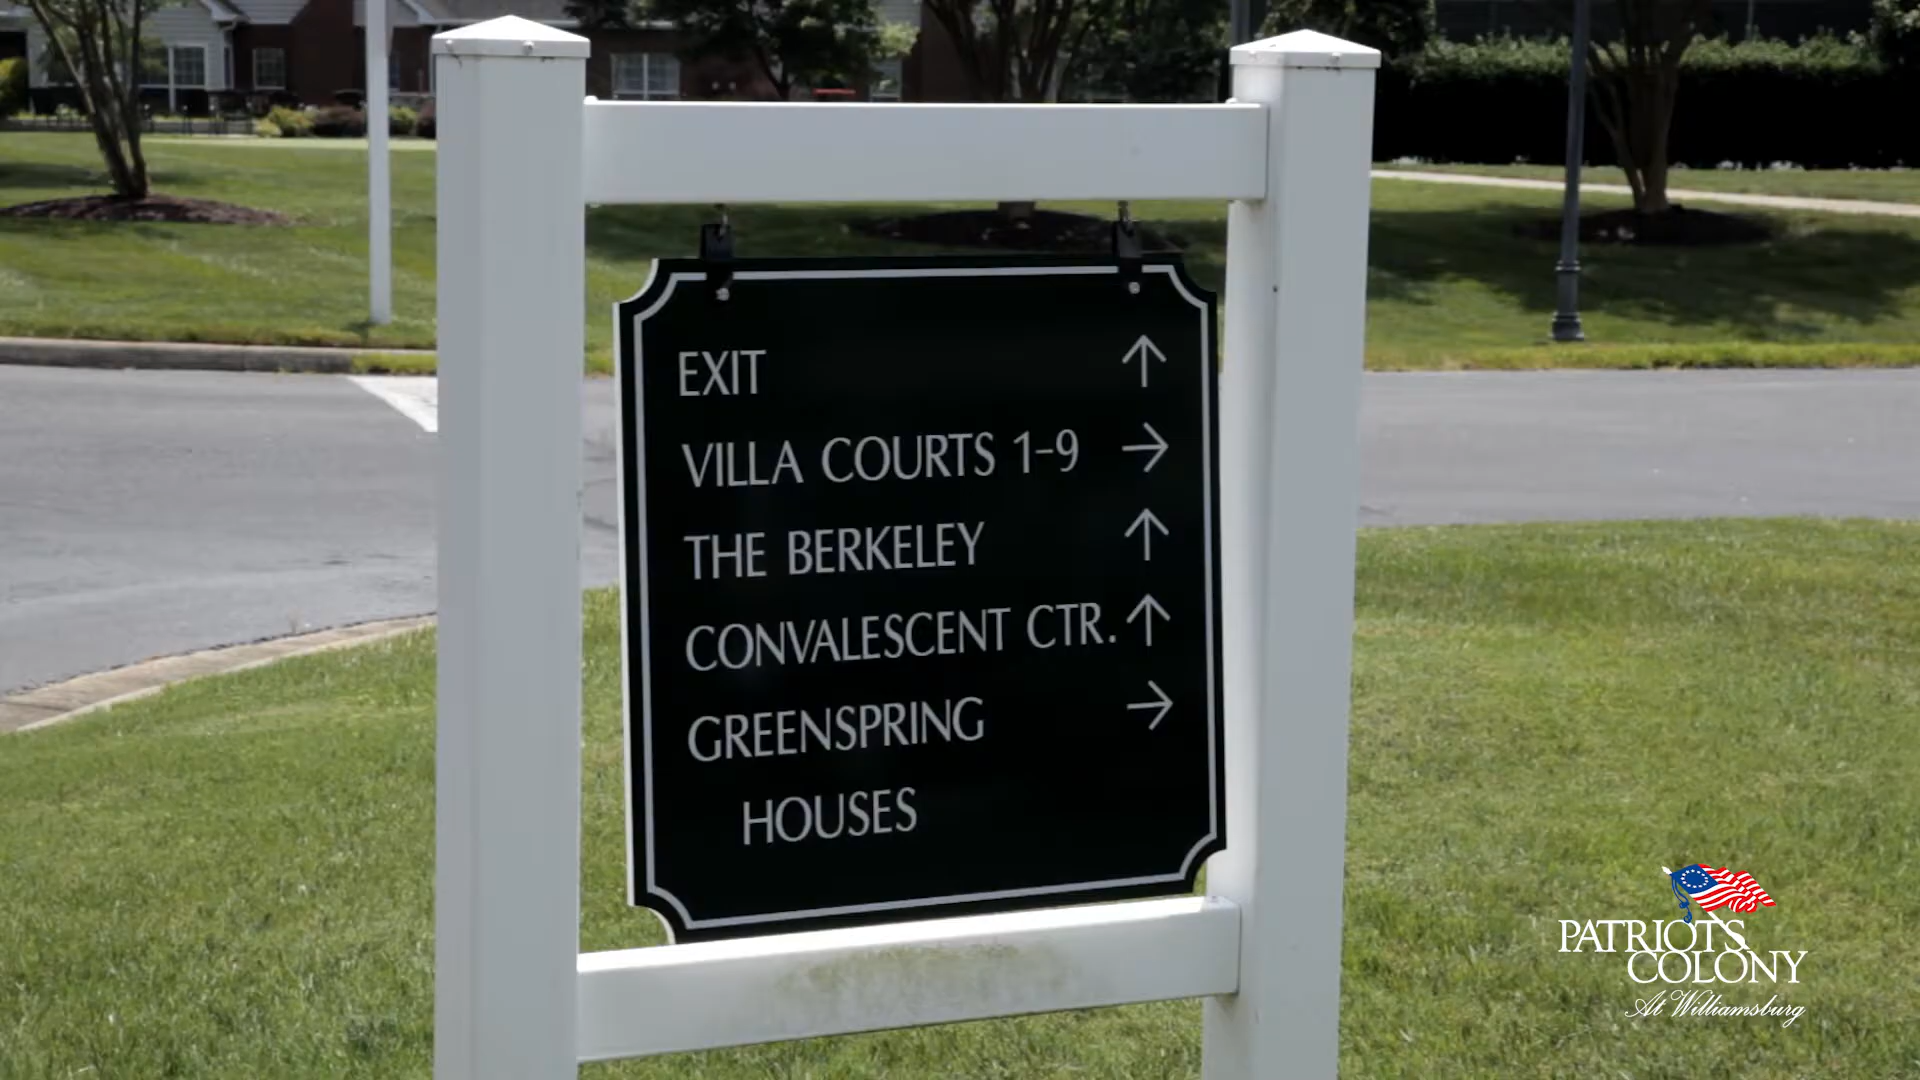 EXIT ↑
VILLA COURTS 1-9 →
THE BERKELEY ↑
CONVALESCENT CTR. ↑
GREENSPRING →
HOUSES
PATRIOTS
COLONY
At Williamsburg